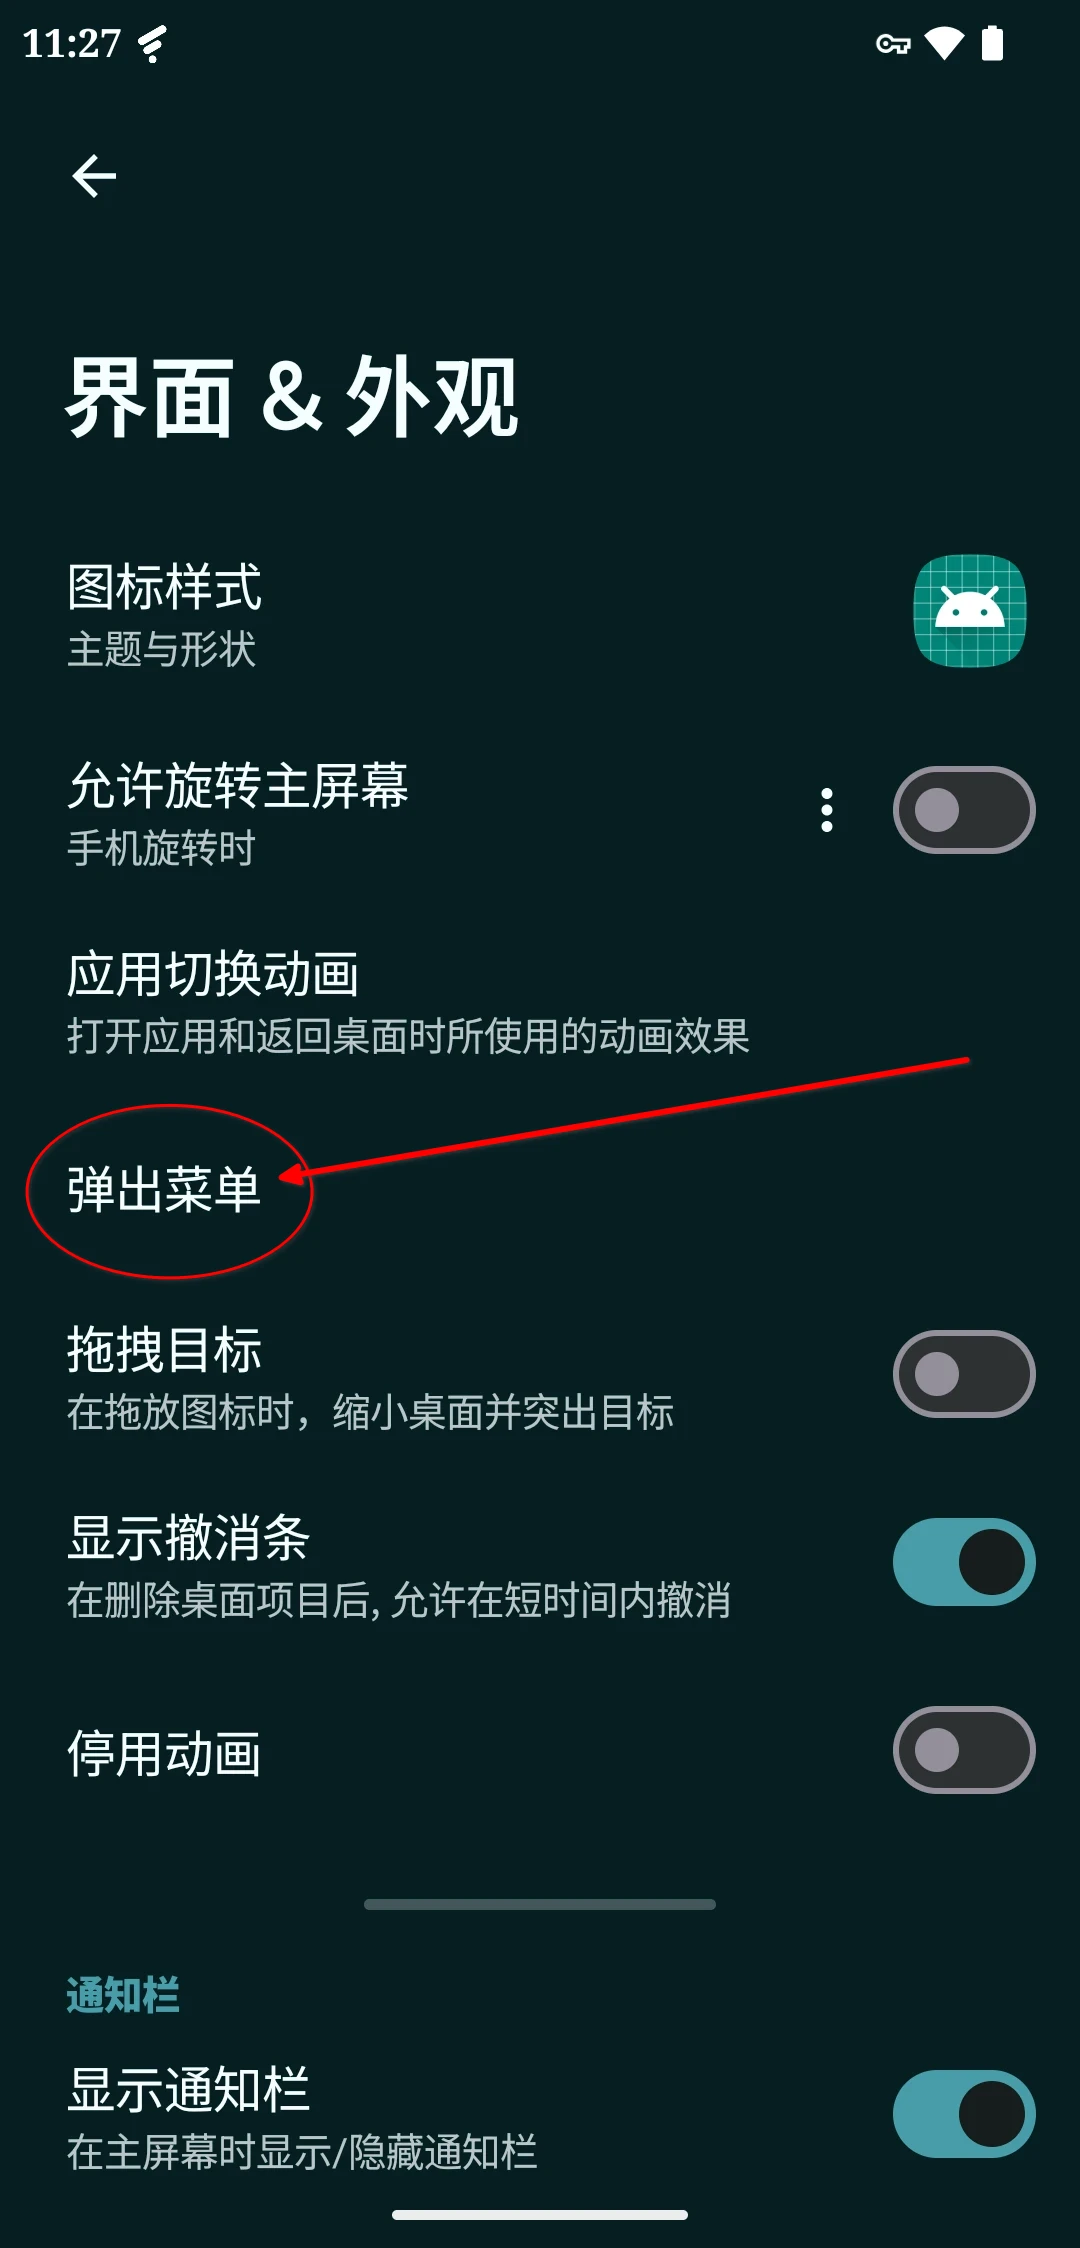 11:27
界面 & 外观
图标样式
主题与形状
允许旋转主屏幕
手机旋转时
应用切换动画
打开应用和返回桌面时所使用的动画效果
弹出菜单
拖拽目标
在拖放图标时，缩小桌面并突出目标
显示撤消条
在删除桌面项目后, 允许在短时间内撤消
停用动画
通知栏
显示通知栏
在主屏幕时显示/隐藏通知栏